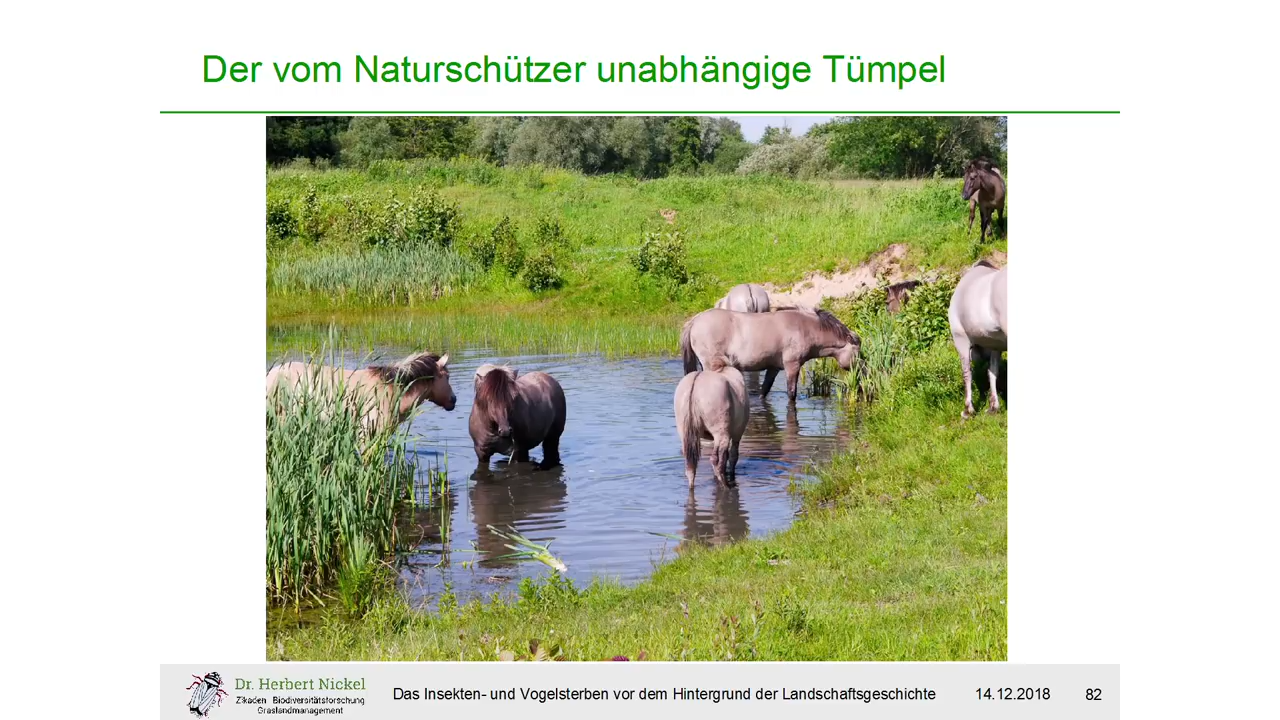 Der vom Naturschützer unabhängige Tümpel
Dr. Herbert Nickel
Zikaden Biodiversitätsforschung
Graslandmanagement
Das Insekten- und Vogelsterben vor dem Hintergrund der Landschaftsgeschichte 14.12.2018 82